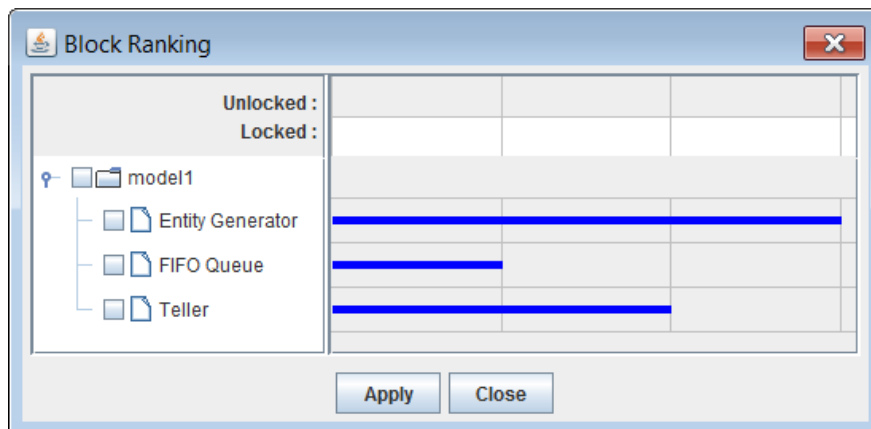 Block Ranking
Unlocked :
Locked :
model1
Entity Generator
FIFO Queue
Teller
Apply Close